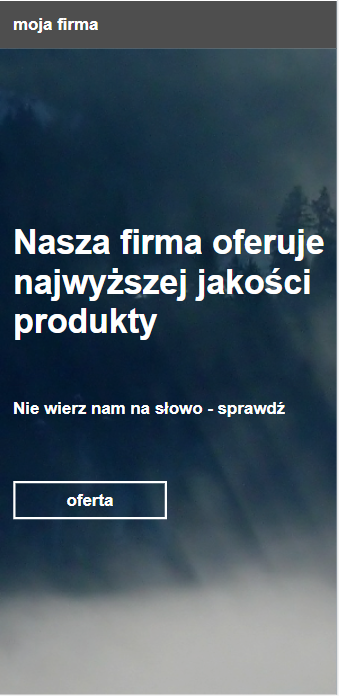 moja firma
Nasza firma oferuje
najwyższej jakości
produkty
Nie wierz nam na słowo - sprawdź
oferta